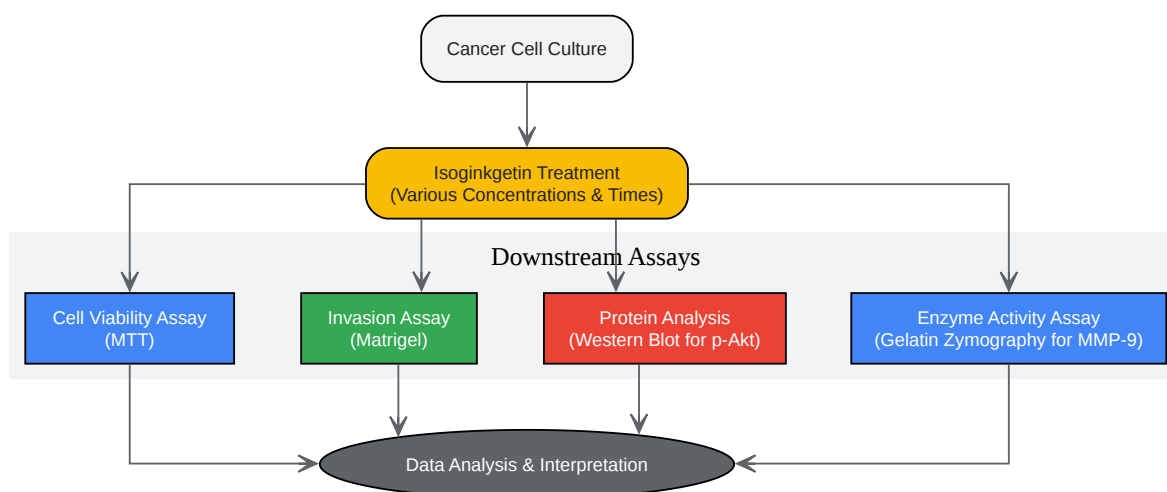 Cancer Cell Culture
Isoginkgetin Treatment
(Various Concentrations & Times)
Downstream Assays
Cell Viability Assay
(MTT)
Invasion Assay
(Matrigel)
Protein Analysis
(Western Blot for p-Akt)
Enzyme Activity Assay
(Gelatin Zymography for MMP-9)
Data Analysis & Interpretation